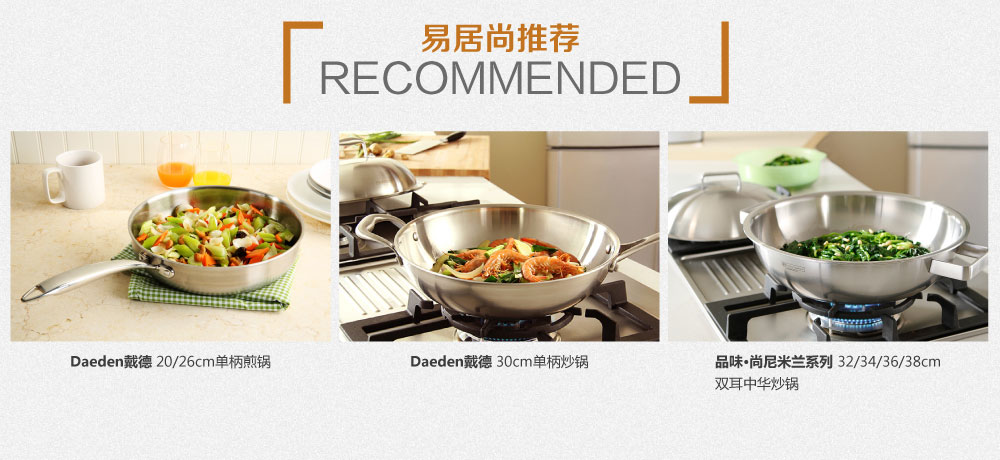 易居尚推荐
RECOMMENDED
Daeden戴德 20/26cm单柄煎锅
Daeden戴德 30cm单柄炒锅
品味•尚尼米兰系列 32/34/36/38cm
双耳中华炒锅